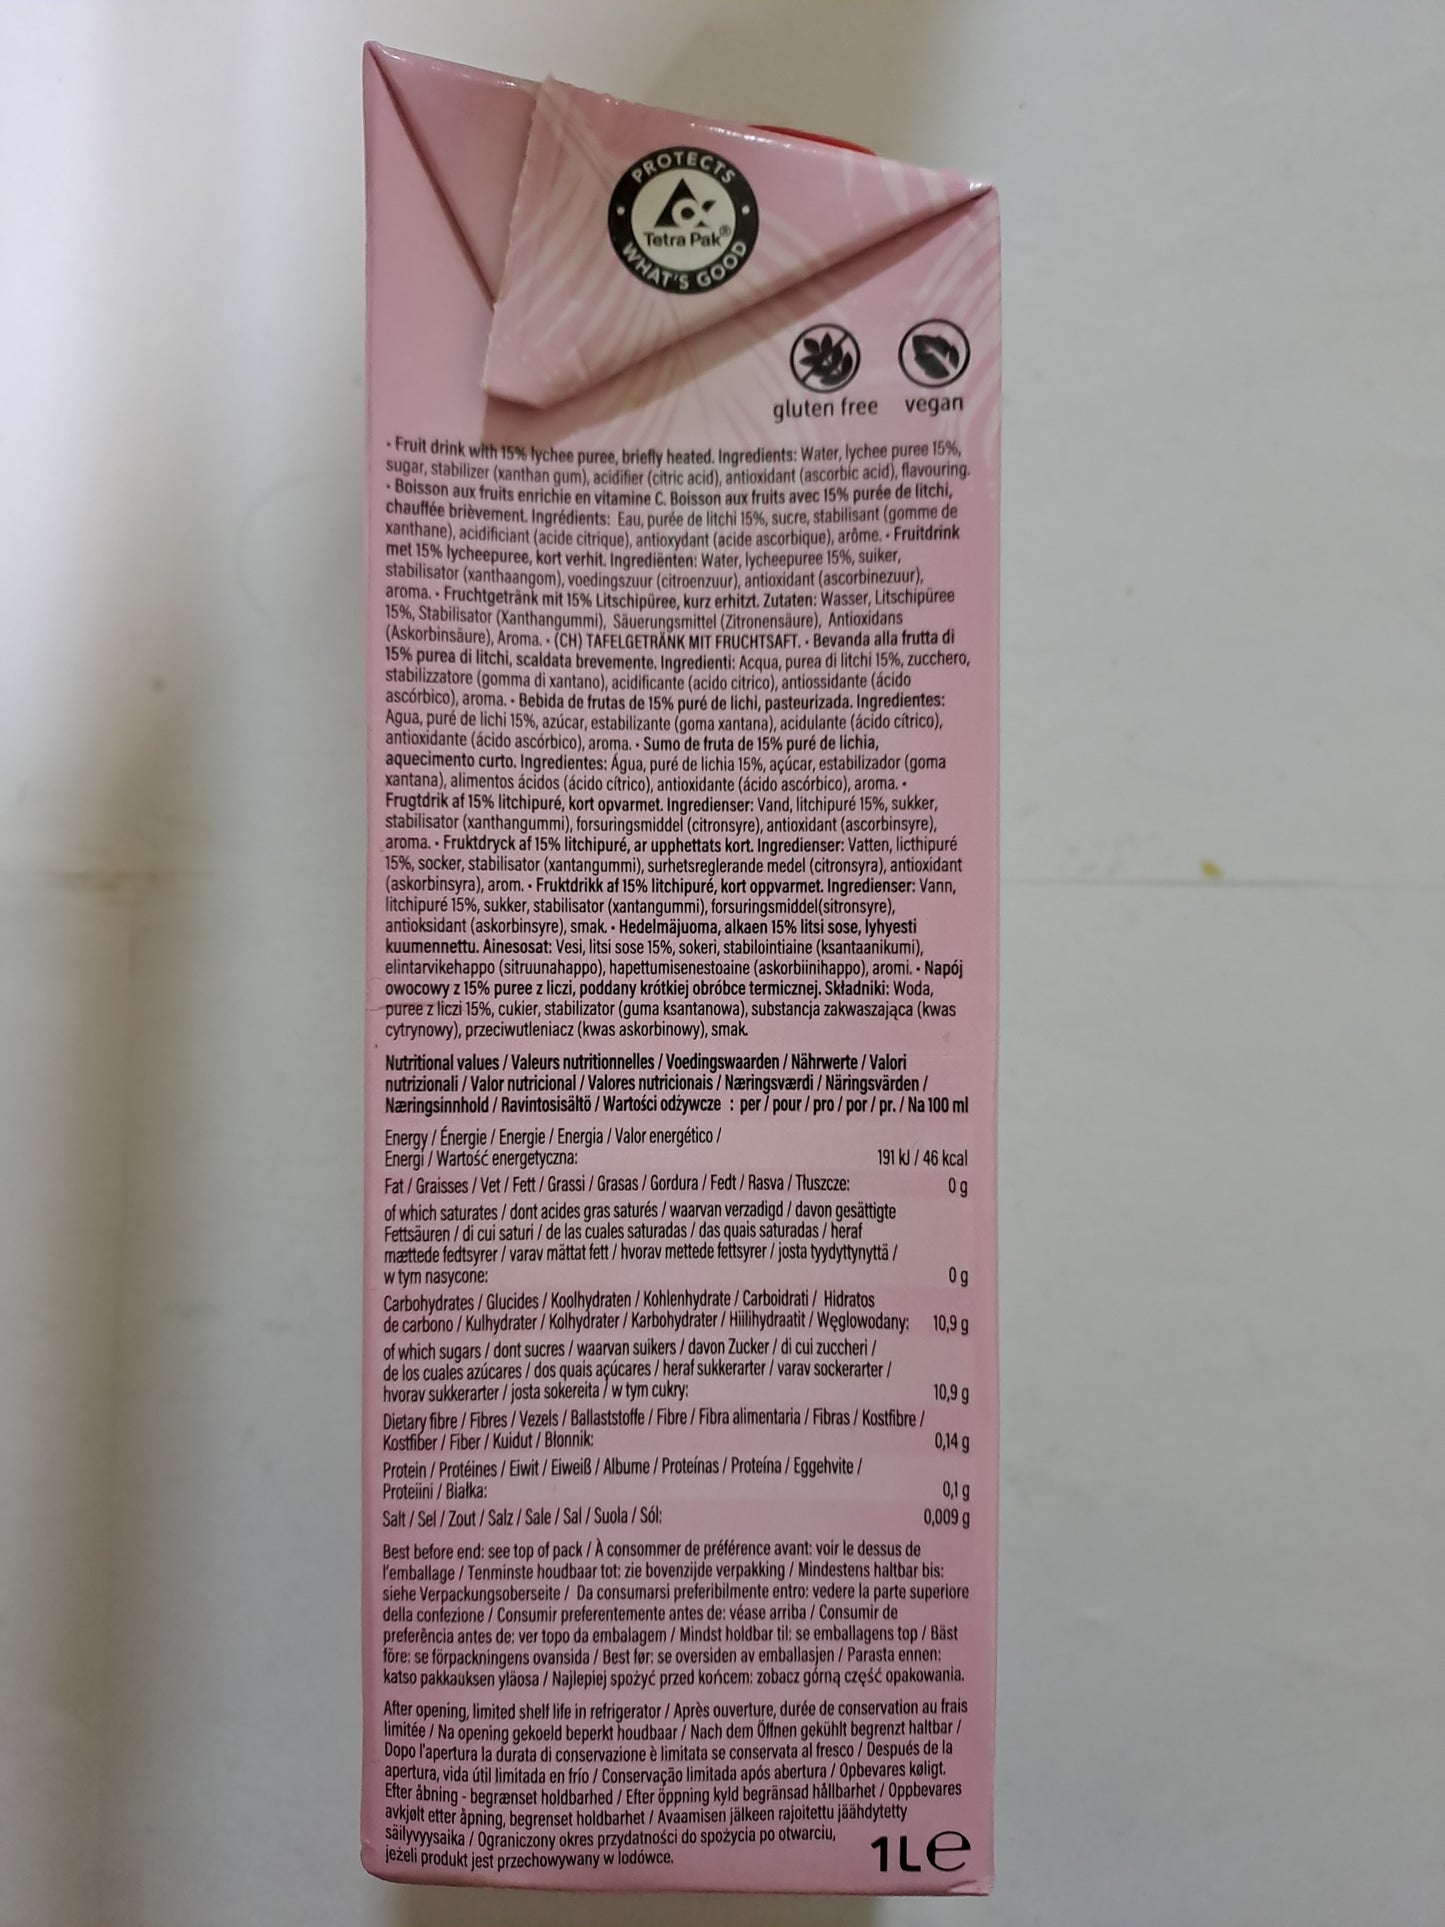 PROTECTS
Tetra Pak®
WHAT'S GOOD
gluten free vegan
• Fruit drink with 15% lychee puree, briefly heated. Ingredients: Water, lychee puree 15%,
sugar, stabilizer (xanthan gum), acidifier (citric acid), antioxidant (ascorbic acid), flavouring.
• Boisson aux fruits enrichie en vitamine C. Boisson aux fruits avec 15% purée de litchi,
chauffée brièvement. Ingrédients: Eau, purée de litchi 15%, sucre, stabilisant (gomme de
xanthane), acidificiant (acide citrique), antioxydant (acide ascorbique), arôme. • Fruitdrink
met 15% lycheepuree, kort verhit. Ingrediënten: Water, lycheepuree 15%, suiker,
stabilisator (xanthaangom), voedingszuur (citroenzuur), antioxidant (ascorbinezuur),
aroma. • Fruchtgetränk mit 15% Litschipüree, kurz erhitzt. Zutaten: Wasser, Litschipüree
15%, Stabilisator (Xanthangummi), Säuerungsmittel (Zitronensäure), Antioxidans
(Askorbinsäure), Aroma. • (CH) TAFELGETRÄNK MIT FRUCHTSAFT. • Bevanda alla frutta di
15% purea di litchi, scaldata brevemente. Ingredienti: Acqua, purea di litchi 15%, zucchero,
stabilizzatore (gomma di xantano), acidificante (acido citrico), antiossidante (ácido
ascórbico), aroma. • Bebida de frutas de 15% puré de lichi, pasteurizada. Ingredientes:
Agua, puré de lichi 15%, azúcar, estabilizante (goma xantana), acidulante (ácido cítrico),
antioxidante (ácido ascórbico), aroma. • Sumo de fruta de 15% puré de lichia,
aquecimento curto. Ingredientes: Água, puré de lichia 15%, açúcar, estabilizador (goma
xantana), alimentos ácidos (ácido cítrico), antioxidante (ácido ascórbico), aroma. •
Frugtdrik af 15% litchipuré, kort opvarmet. Ingredienser: Vand, litchipuré 15%, sukker,
stabilisator (xanthangummi), forsuringsmiddel (citronsyre), antioxidant (ascorbinsyre),
aroma. • Fruktdryck af 15% litchipuré, ar upphettats kort. Ingredienser: Vatten, licthipuré
15%, socker, stabilisator (xantangummi), surhetsreglerande medel (citronsyra), antioxidant
(askorbinsyra), arom. • Fruktdrikk af 15% litchipuré, kort oppvarmet. Ingredienser: Vann,
litchipuré 15%, sukker, stabilisator (xantangummi), forsuringsmiddel(sitronsyre),
antioksidant (askorbinsyre), smak. • Hedelmäjuoma, alkaen 15% litsi sose, lyhyesti
kuumennettu. Ainesosat: Vesi, litsi sose 15%, sokeri, stabilointiaine (ksantaanikumi),
elintarvikehappo (sitruunahappo), hapettumisenestoaine (askorbiinihappo), aromi. • Napój
owocowy z 15% puree z liczi, poddany krótkiej obróbce termicznej. Składniki: Woda,
puree z liczi 15%, cukier, stabilizator (guma ksantanowa), substancja zakwaszająca (kwas
cytrynowy), przeciwutleniacz (kwas askorbinowy), smak.
Nutritional values / Valeurs nutritionnelles / Voedingswaarden / Nährwerte / Valori
nutrizionali / Valor nutricional / Valores nutricionais / Næringsværdi / Näringsvärden /
Næringsinnhold / Ravintosisältö / Wartości odżywcze : per / pour / pro / por / pr. / Na 100 ml
Energy / Énergie / Energie / Energia / Valor energético /
Energi / Wartość energetyczna: 191 kJ / 46 kcal
Fat / Graisses / Vet / Fett / Grassi / Grasas / Gordura / Fedt / Rasva / Tłuszcze: 0 g
of which saturates / dont acides gras saturés / waarvan verzadigd / davon gesättigte
Fettsäuren / di cui saturi / de las cuales saturadas / das quais saturadas / heraf
mættede fedtsyrer / varav mättat fett / hvorav mettede fettsyrer / josta tyydyttynyttä /
w tym nasycone: 0 g
Carbohydrates / Glucides / Koolhydraten / Kohlenhydrate / Carboidrati / Hidratos
de carbono / Kulhydrater / Kolhydrater / Karbohydrater / Hiilihydraatit / Węglowodany: 10,9 g
of which sugars / dont sucres / waarvan suikers / davon Zucker / di cui zuccheri /
de los cuales azúcares / dos quais açúcares / heraf sukkerarter / varav sockerarter /
hvorav sukkerarter / josta sokereita / w tym cukry: 10,9 g
Dietary fibre / Fibres / Vezels / Ballaststoffe / Fibre / Fibra alimentaria / Fibras / Kostfibre /
Kostfiber / Fiber / Kuidut / Błonnik: 0,14 g
Protein / Protéines / Eiwit / Eiweiß / Albume / Proteínas / Proteína / Eggehvite /
Proteiini / Białka: 0,1 g
Salt / Sel / Zout / Salz / Sale / Sal / Suola / Sól: 0,009 g
Best before end: see top of pack / À consommer de préférence avant: voir le dessus de
l'emballage / Tenminste houdbaar tot: zie bovenzijde verpakking / Mindestens haltbar bis:
siehe Verpackungsoberseite / Da consumarsi preferibilmente entro: vedere la parte superiore
della confezione / Consumir preferentemente antes de: véase arriba / Consumir de
preferência antes de: ver topo da embalagem / Mindst holdbar til: se emballagens top / Bäst
före: se förpackningens ovansida / Best før: se oversiden av emballasjen / Parasta ennen:
katso pakkauksen yläosa / Najlepiej spożyć przed końcem: zobacz górną część opakowania.
After opening, limited shelf life in refrigerator / Après ouverture, durée de conservation au frais
limitée / Na opening gekoeld beperkt houdbaar / Nach dem Öffnen gekühlt begrenzt haltbar /
Dopo l'apertura la durata di conservazione è limitata se conservata al fresco / Después de la
apertura, vida útil limitada en frío / Conservação limitada após abertura / Opbevares køligt.
Efter åbning - begrænset holdbarhed / Efter öppning kyld begränsad hållbarhet / Oppbevares
avkjølt etter åpning, begrenset holdbarhet / Avaamisen jälkeen rajoitettu jäähdytetty
säilyvyysaika / Ograniczony okres przydatności do spożycia po otwarciu,
jeżeli produkt jest przechowywany w lodówce.
1L℮